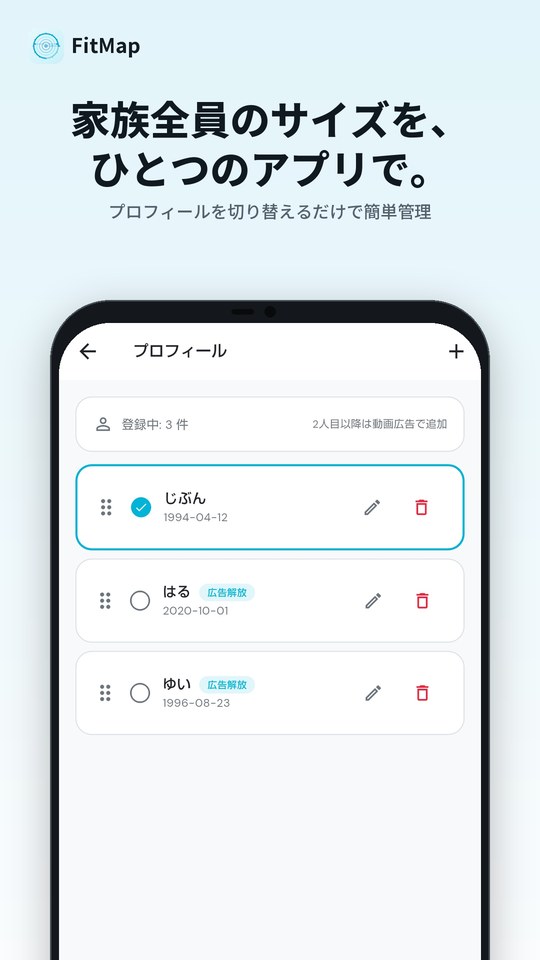 FitMap
家族全員のサイズを、
ひとつのアプリで。
プロフィールを切り替えるだけで簡単管理
プロフィール
登録中: 3 件
2人目以降は動画広告で追加
じぶん
1994-04-12
はる 広告解放
2020-10-01
ゆい 広告解放
1996-08-23